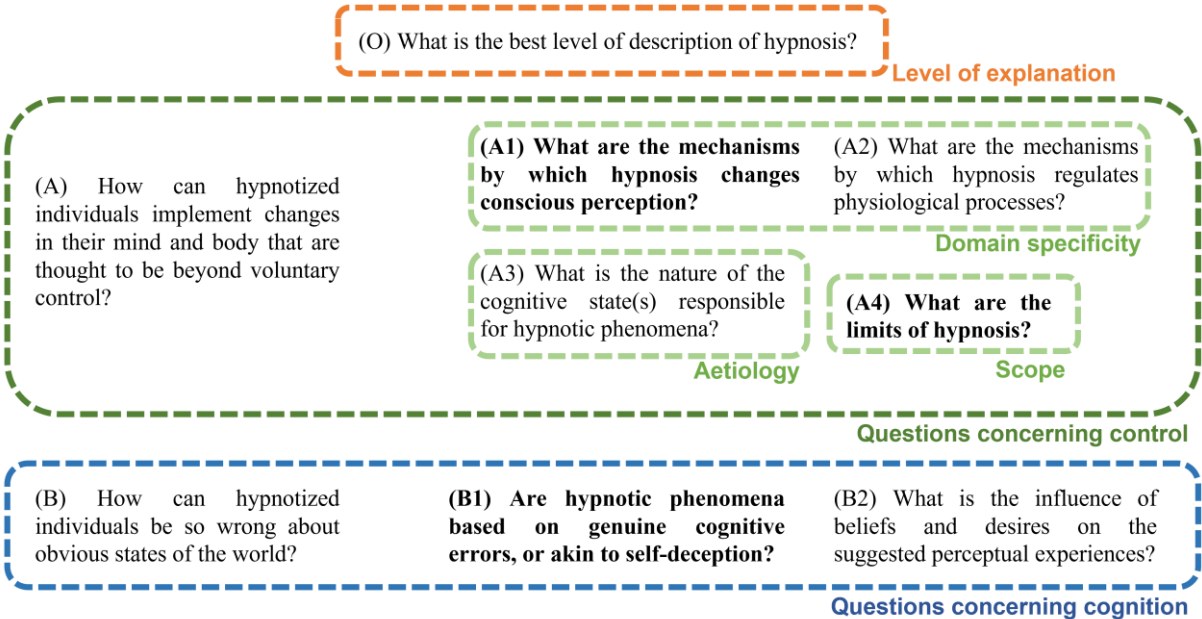 (O) What is the best level of description of hypnosis?
Level of explanation
(A) How can hypnotized
individuals implement changes
in their mind and body that are
thought to be beyond voluntary
control?
(A1) What are the mechanisms
by which hypnosis changes
conscious perception?
(A2) What are the mechanisms
by which hypnosis regulates
physiological processes?
Domain specificity
(A3) What is the nature of the
cognitive state(s) responsible
for hypnotic phenomena?
Aetiology
(A4) What are the
limits of hypnosis?
Scope
Questions concerning control
(B) How can hypnotized
individuals be so wrong about
obvious states of the world?
(B1) Are hypnotic phenomena
based on genuine cognitive
errors, or akin to self-deception?
(B2) What is the influence of
beliefs and desires on the
suggested perceptual experiences?
Questions concerning cognition